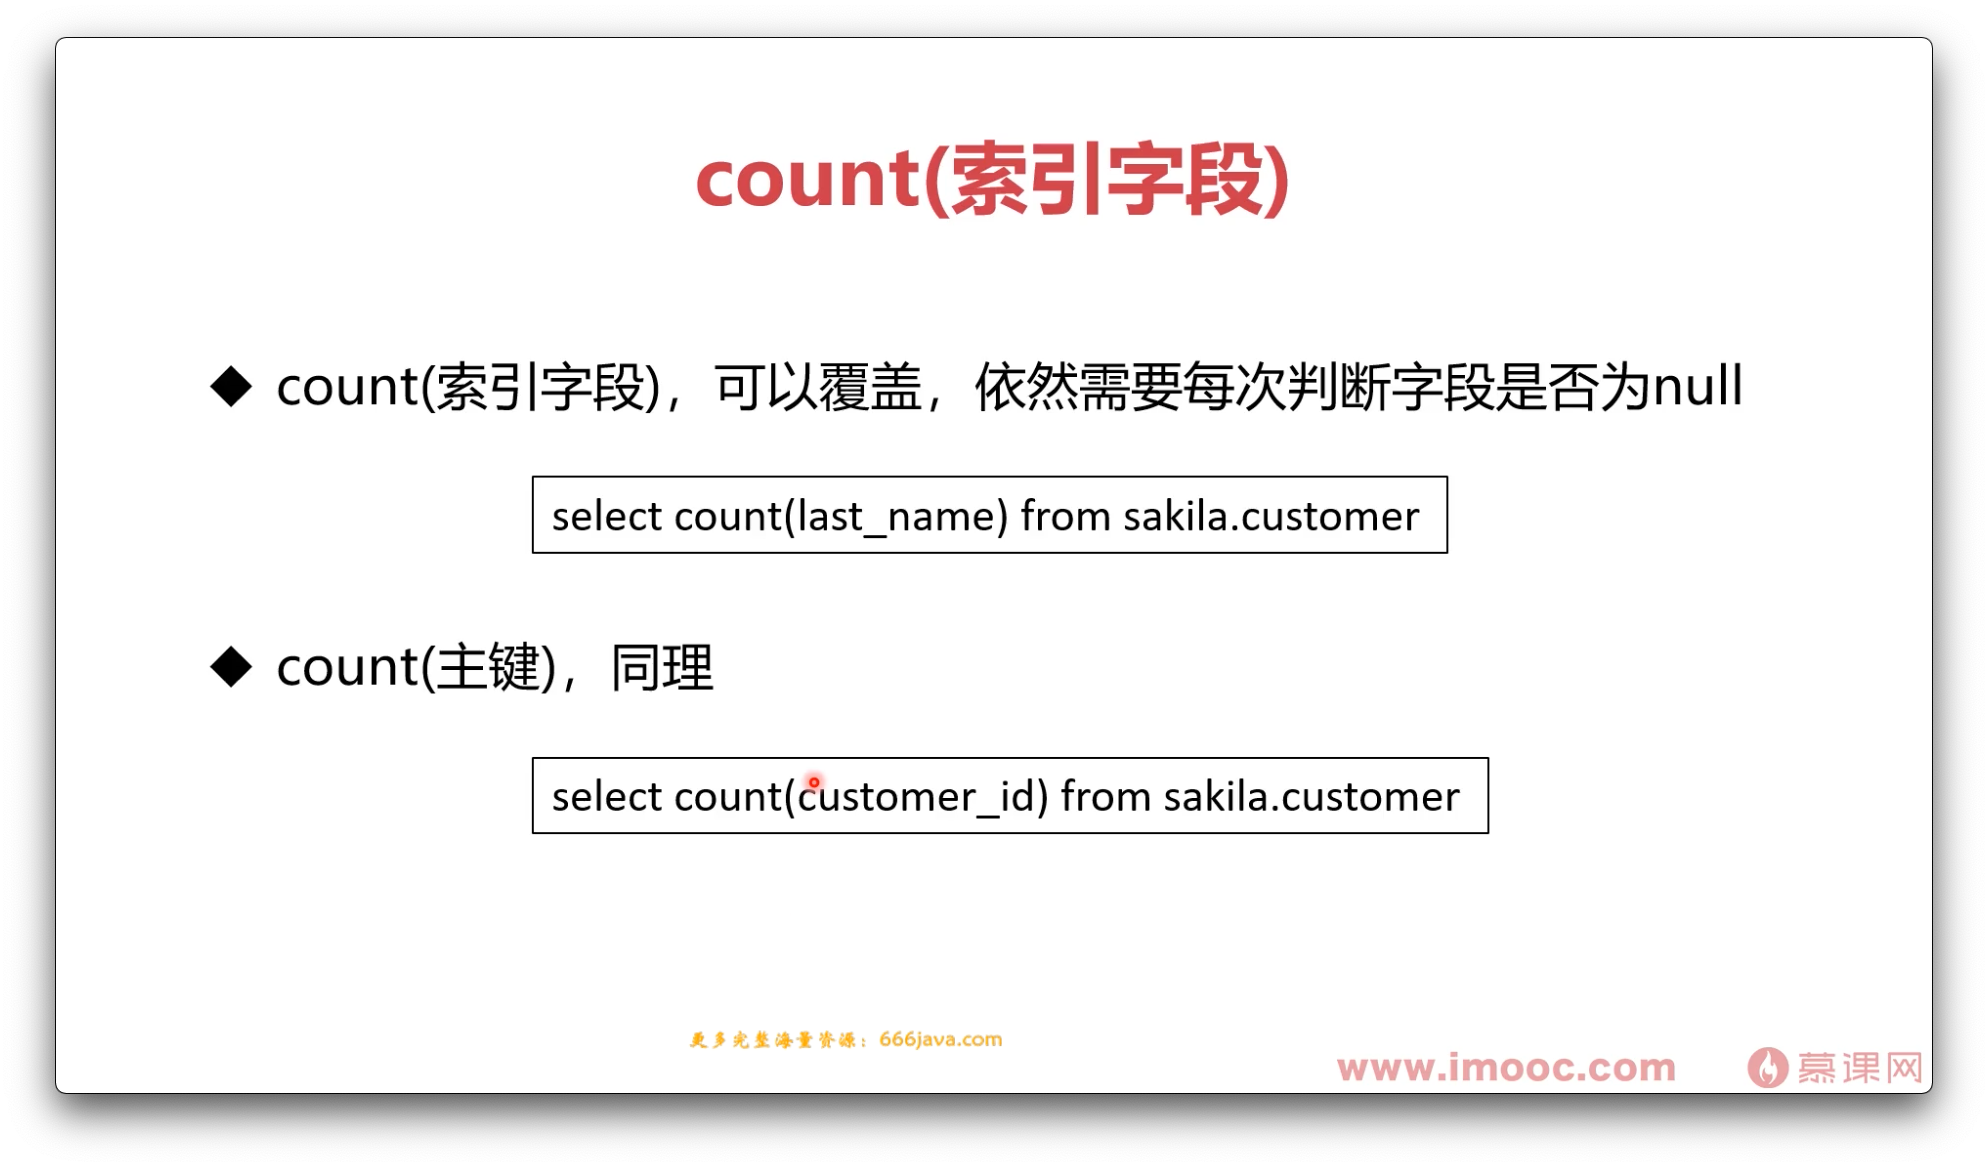 count(索引字段)
◆ count(索引字段)，可以覆盖，依然需要每次判断字段是否为null
select count(last_name) from sakila.customer
◆ count(主键)，同理
select count(customer_id) from sakila.customer
更多完整海量资源：666java.com
www.imooc.com 慕课网